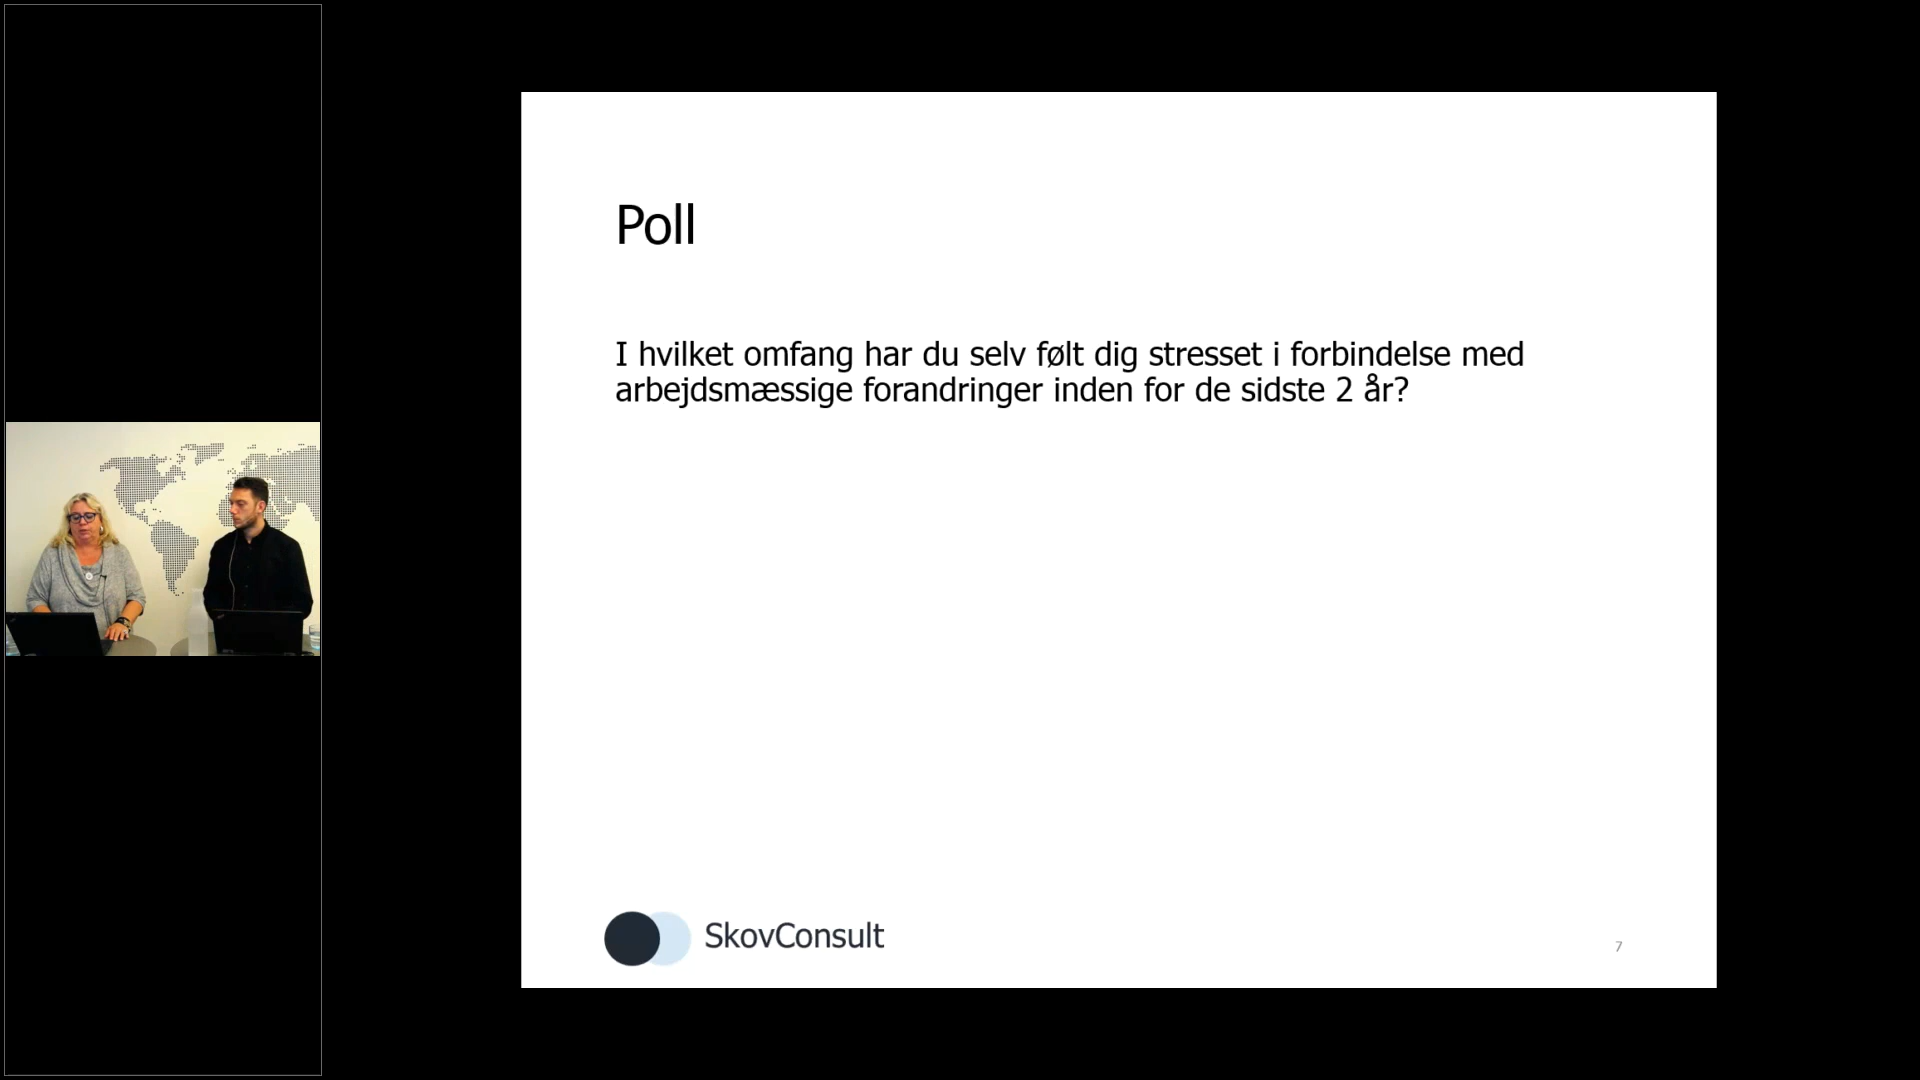 Poll
I hvilket omfang har du selv følt dig stresset i forbindelse med
arbejdsmæssige forandringer inden for de sidste 2 år?
SkovConsult
7